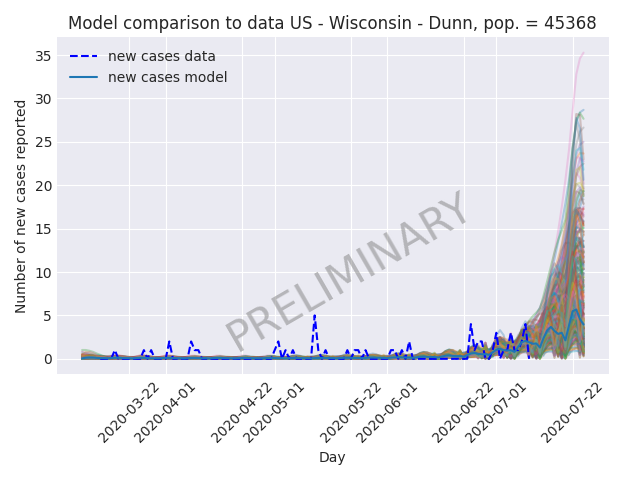 Model comparison to data US - Wisconsin - Dunn, pop. = 45368
new cases data
new cases model
35
30
25
20
15
10
5
0
Number of new cases reported
PRELIMINARY
2020-03-22
2020-04-01
2020-04-22
2020-05-01
2020-05-22
2020-06-01
2020-06-22
2020-07-01
2020-07-22
Day